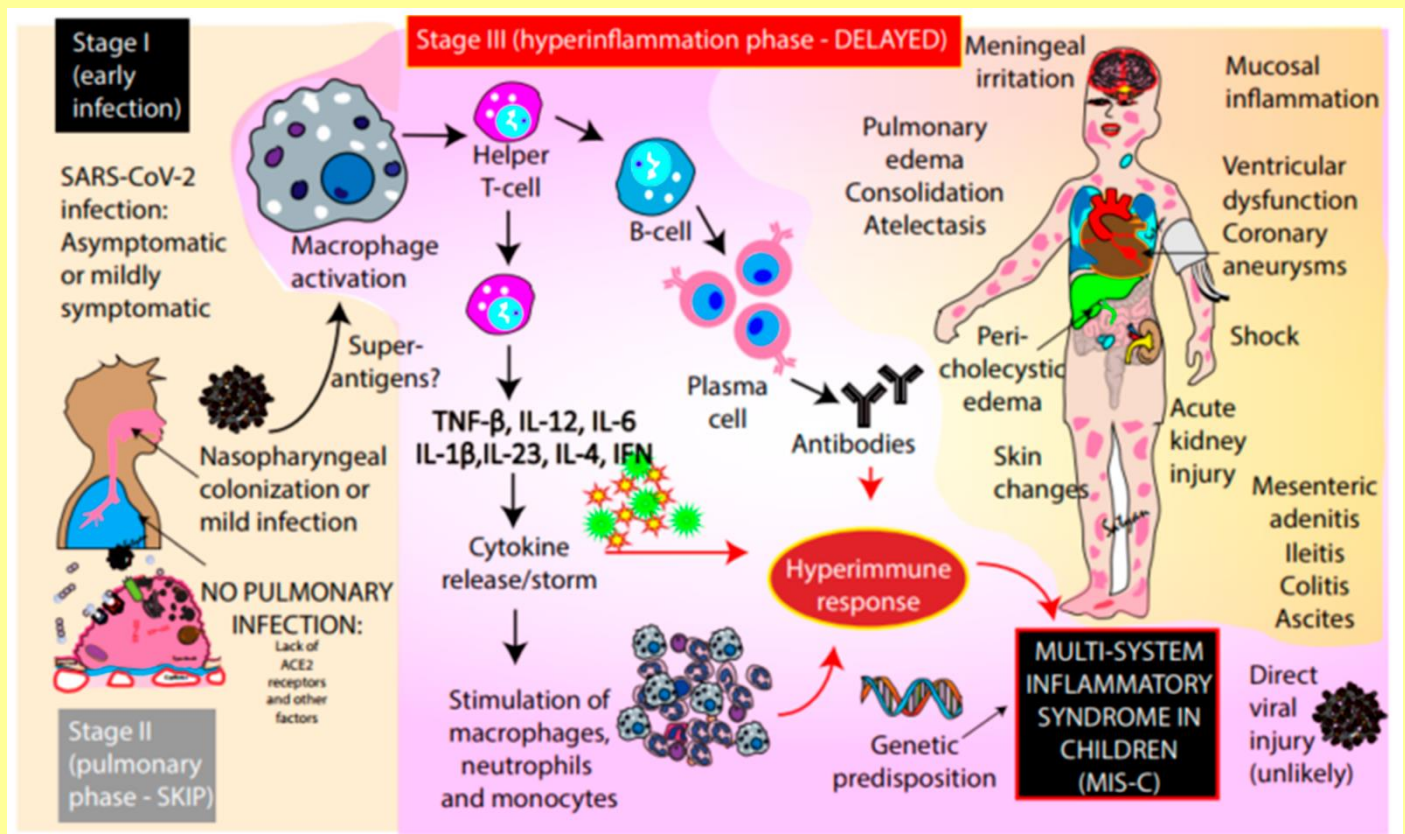 Stage I
(early
infection)
SARS-CoV-2
infection:
Asymptomatic
or mildly
symptomatic
Nasopharyngeal
colonization or
mild infection
NO PULMONARY
INFECTION:
Lack of
ACE2
receptors
and other
factors
Stage II
(pulmonary
phase - SKIP)
Stage III (hyperinflammation phase - DELAYED)
Macrophage
activation
Super-
antigens?
Helper
T-cell
B-cell
Plasma
cell
Antibodies
TNF-β, IL-12, IL-6
IL-1β,IL-23, IL-4, IFN
Cytokine
release/storm
Stimulation of
macrophages,
neutrophils
and monocytes
Hyperimmune
response
Genetic
predisposition
Meningeal
irritation
Pulmonary
edema
Consolidation
Atelectasis
Peri-
cholecystic
edema
Skin
changes
Mucosal
inflammation
Ventricular
dysfunction
Coronary
aneurysms
Shock
Acute
kidney
injury
Mesenteric
adenitis
Ileitis
Colitis
Ascites
MULTI-SYSTEM
INFLAMMATORY
SYNDROME IN
CHILDREN
(MIS-C)
Direct
viral
injury
(unlikely)